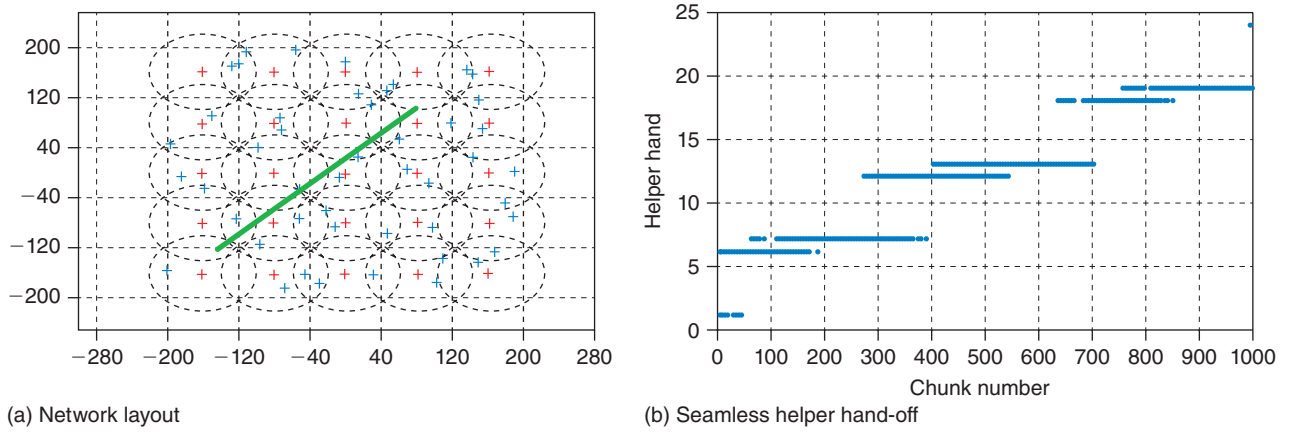 200
120
40
−40
−120
−200
−280 −200 −120 −40 40 120 200 280
(a) Network layout
25
20
15
10
5
0
Helper hand
0 100 200 300 400 500 600 700 800 900 1000
Chunk number
(b) Seamless helper hand-off